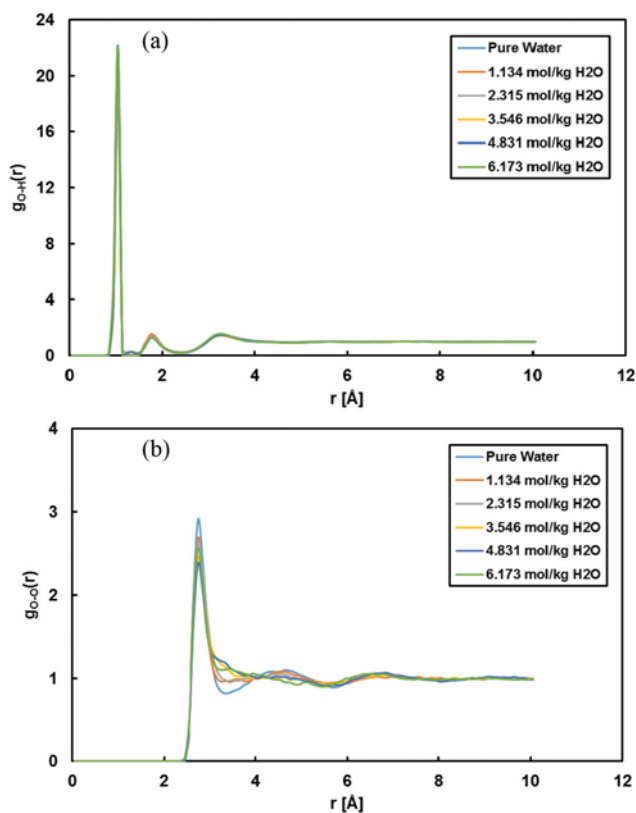 (a)
Pure Water
1.134 mol/kg H2O
2.315 mol/kg H2O
3.546 mol/kg H2O
4.831 mol/kg H2O
6.173 mol/kg H2O
24
20
16
12
8
4
0
gO-H(r)
0 2 4 6 8 10 12
r [Å]
(b)
Pure Water
1.134 mol/kg H2O
2.315 mol/kg H2O
3.546 mol/kg H2O
4.831 mol/kg H2O
6.173 mol/kg H2O
4
3
2
1
0
gO-O(r)
0 2 4 6 8 10 12
r [Å]